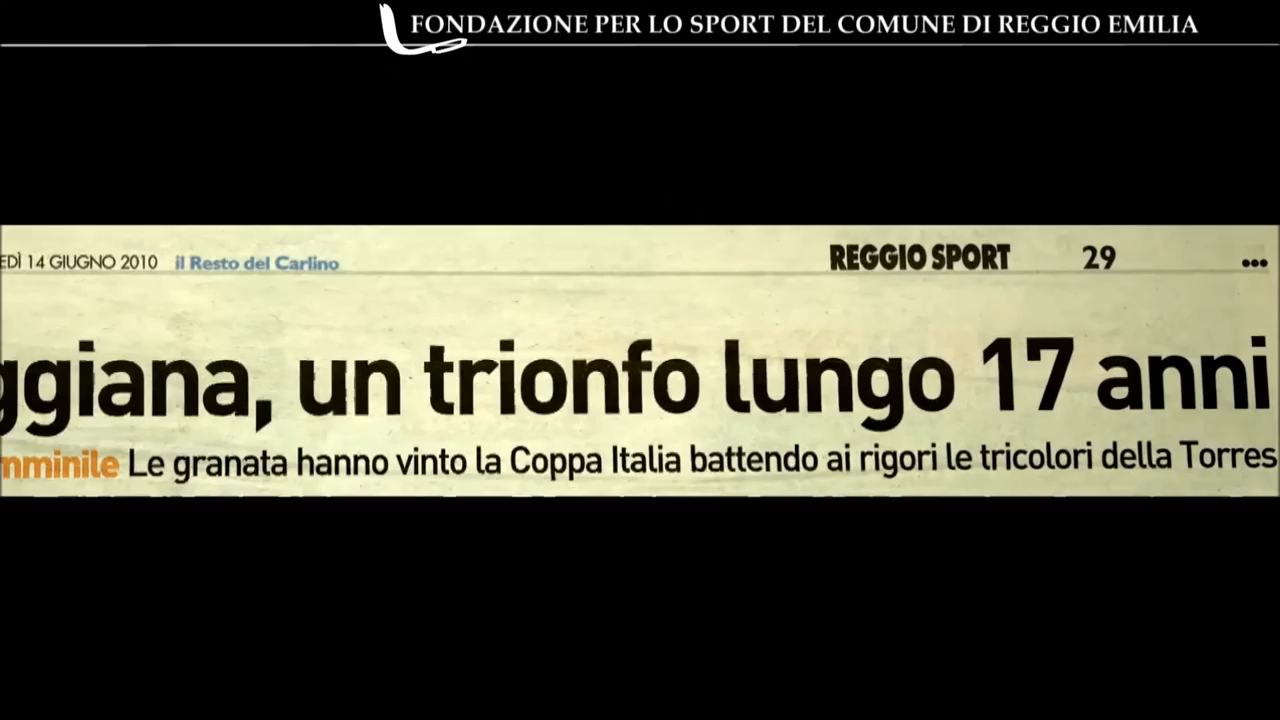 FONDAZIONE PER LO SPORT DEL COMUNE DI REGGIO EMILIA
EDÌ 14 GIUGNO 2010 il Resto del Carlino REGGIO SPORT 29 •••
ggiana, un trionfo lungo 17 anni
mminile Le granata hanno vinto la Coppa Italia battendo ai rigori le tricolori della Torres